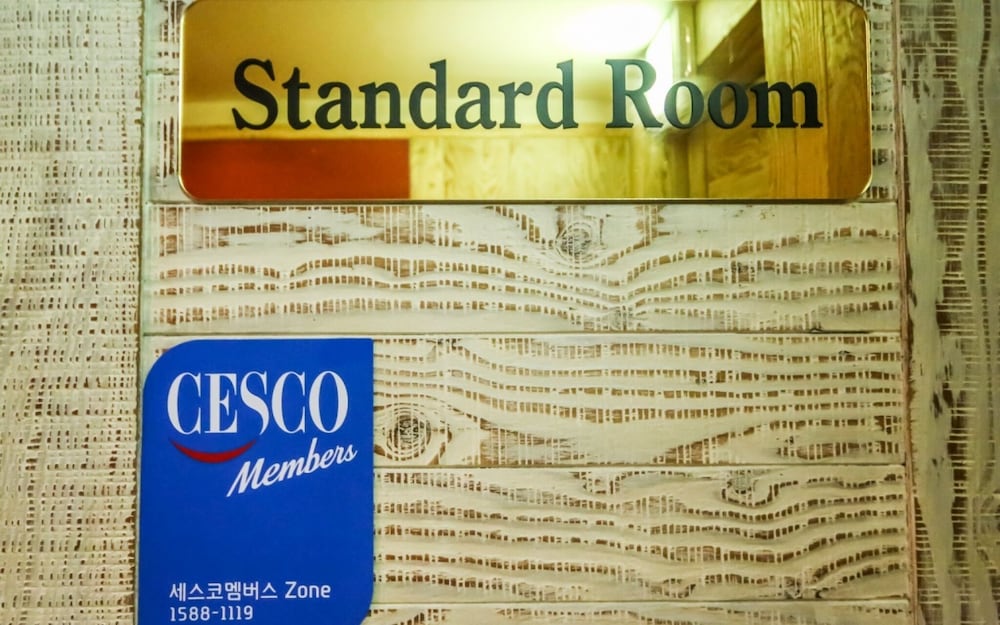 Standard Room
CESCO
Members
세스코멤버스 Zone
1588-1119